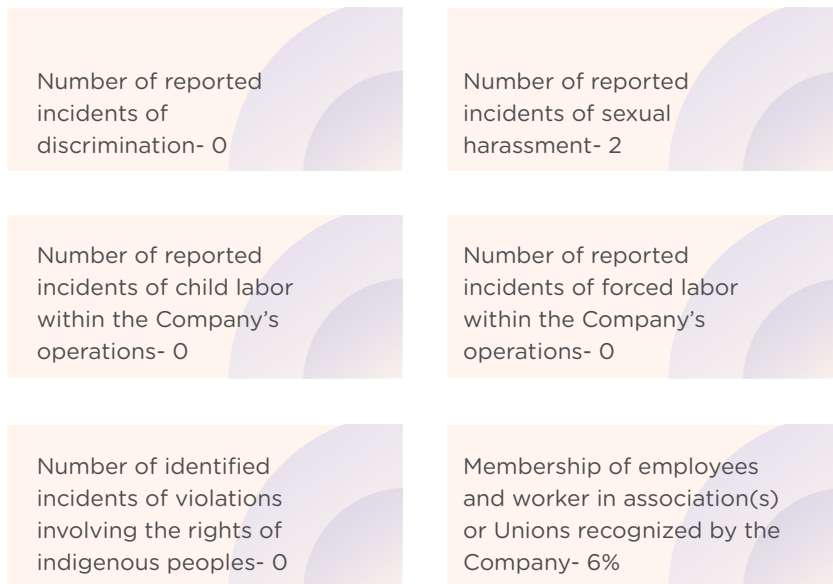 Number of reported
incidents of
discrimination- 0
Number of reported
incidents of sexual
harassment- 2
Number of reported
incidents of child labor
within the Company’s
operations- 0
Number of reported
incidents of forced labor
within the Company’s
operations- 0
Number of identified
incidents of violations
involving the rights of
indigenous peoples- 0
Membership of employees
and worker in association(s)
or Unions recognized by the
Company- 6%